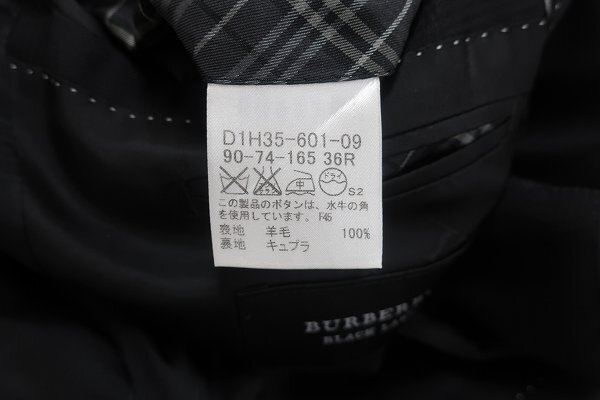 D1H35-601-09
90-74-165 36R
中 ドライ S2
この製品のボタンは、水牛の角
を使用しています。 F46
表地 羊毛 100%
裏地 キュプラ
BURBERRY
BLACK